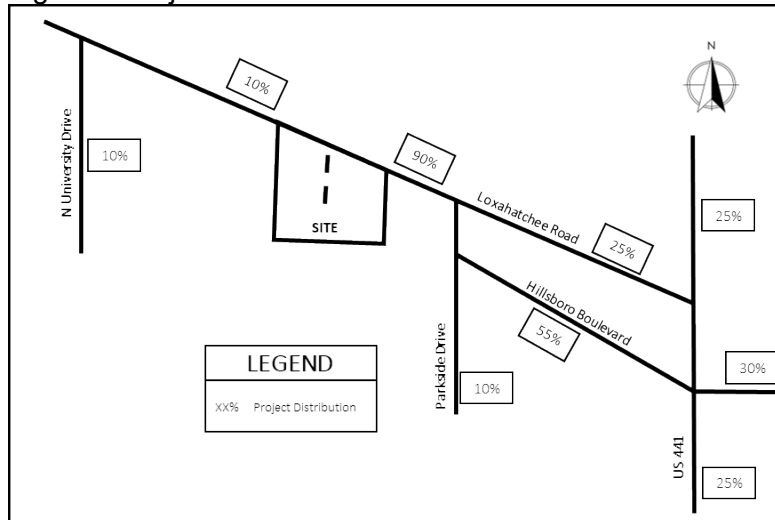 N
10%
N University Drive
10%
90%
SITE
Loxahatchee Road
25%
25%
Hillsboro Boulevard
55%
Parkside Drive
10%
30%
US 441
25%
LEGEND
XX% Project Distribution